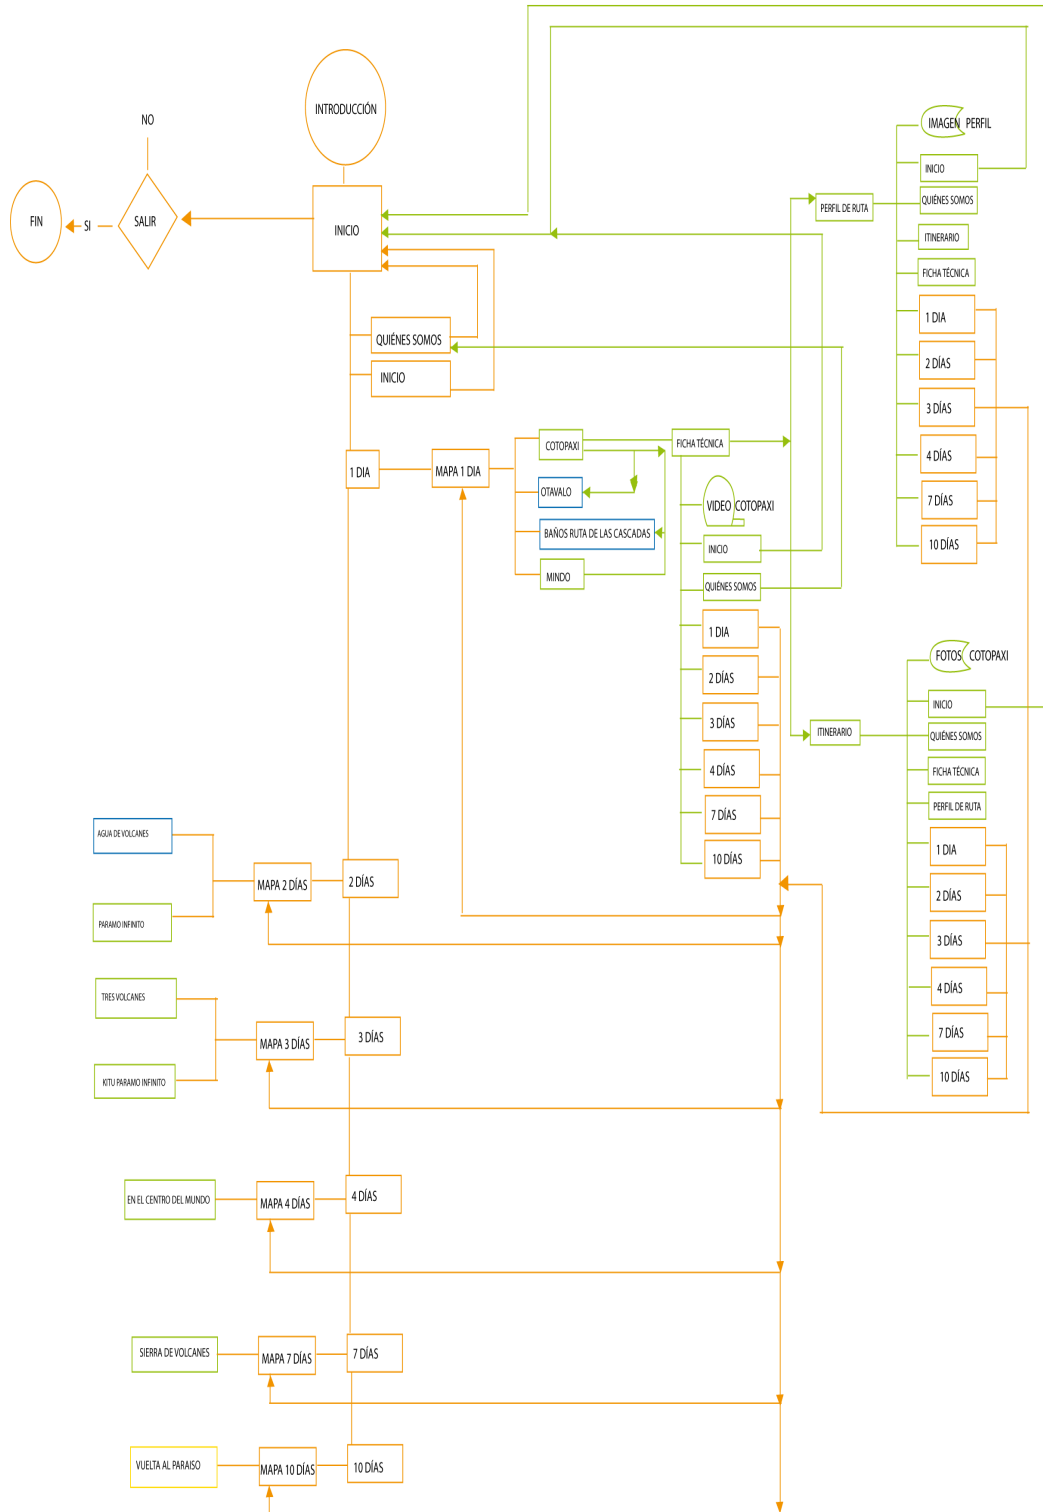 INTRODUCCIÓN
NO
FIN
SI
SALIR
INICIO
QUIÉNES SOMOS
INICIO
1 DIA
MAPA 1 DIA
COTOPAXI
OTAVALO
BAÑOS RUTA DE LAS CASCADAS
MINDO
FICHA TÉCNICA
VIDEO COTOPAXI
INICIO
QUIÉNES SOMOS
1 DIA
2 DÍAS
3 DÍAS
4 DÍAS
7 DÍAS
10 DÍAS
PERFIL DE RUTA
IMAGEN PERFIL
INICIO
QUIÉNES SOMOS
ITINERARIO
FICHA TÉCNICA
1 DIA
2 DÍAS
3 DÍAS
4 DÍAS
7 DÍAS
10 DÍAS
ITINERARIO
FOTOS COTOPAXI
INICIO
QUIÉNES SOMOS
FICHA TÉCNICA
PERFIL DE RUTA
1 DIA
2 DÍAS
3 DÍAS
4 DÍAS
7 DÍAS
10 DÍAS
AGUA DE VOLCANES
PARAMO INFINITO
MAPA 2 DÍAS
2 DÍAS
TRES VOLCANES
KITU PARAMO INFINITO
MAPA 3 DÍAS
3 DÍAS
EN EL CENTRO DEL MUNDO
MAPA 4 DÍAS
4 DÍAS
SIERRA DE VOLCANES
MAPA 7 DÍAS
7 DÍAS
VUELTA AL PARAISO
MAPA 10 DÍAS
10 DÍAS